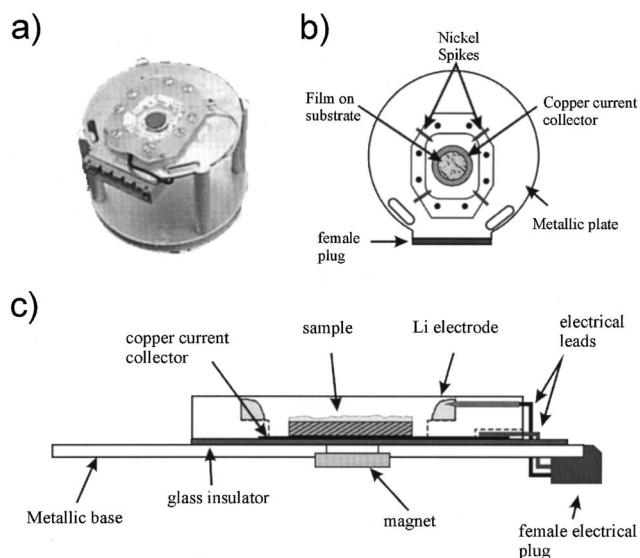 a)
b)
Nickel
Spikes
Film on
substrate
Copper current
collector
Metallic plate
female
plug
c)
copper current
collector
sample
Li electrode
electrical
leads
Metallic base
glass insulator
magnet
female electrical
plug